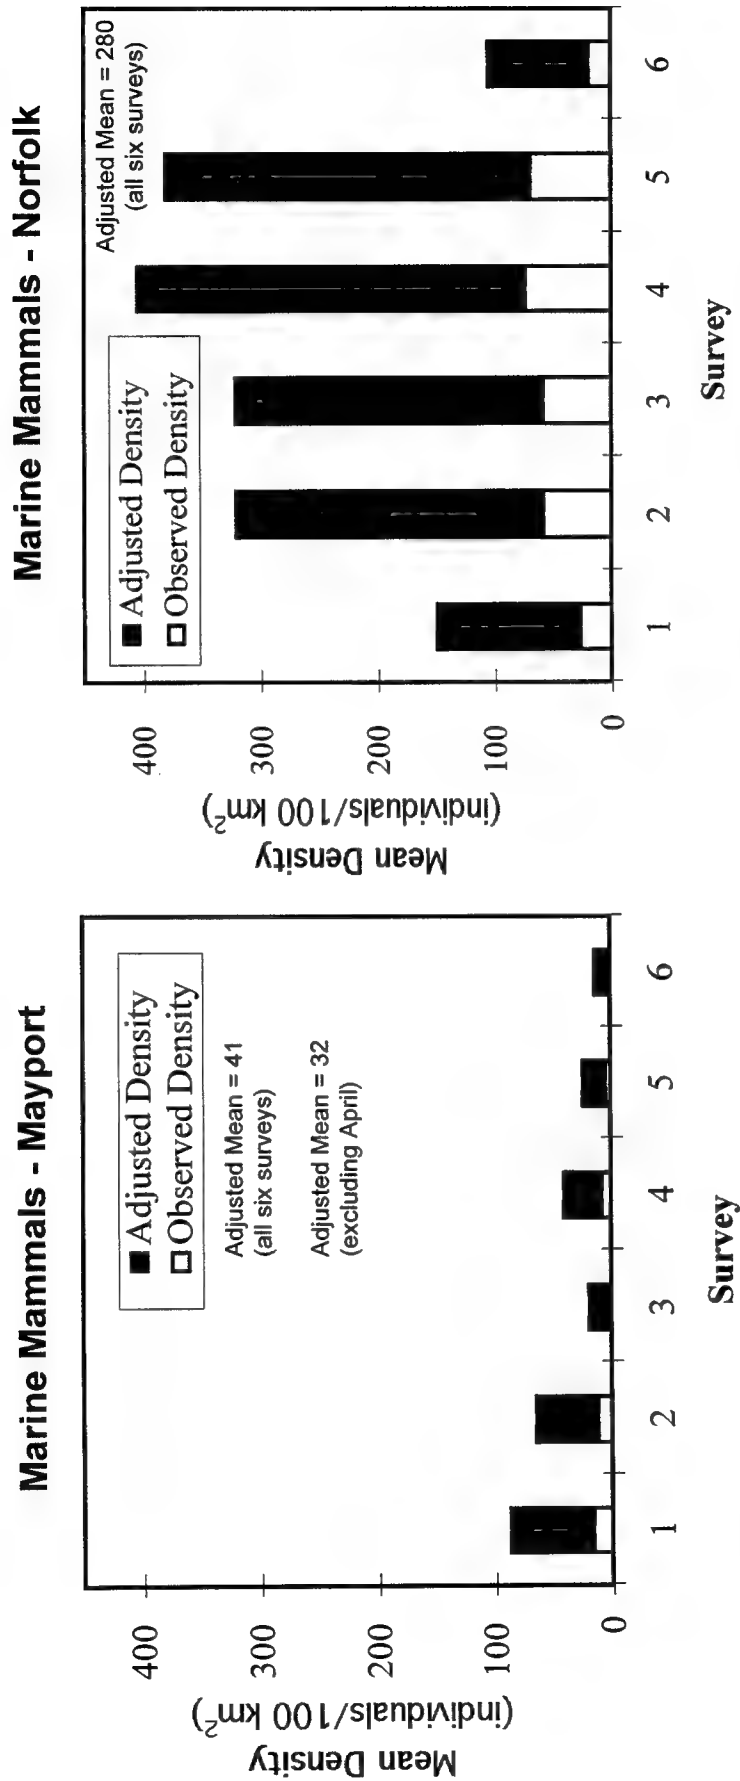 Marine Mammals - Mayport
Mean Density
(individuals/100 km²)
400
300
200
100
0
Adjusted Density
Observed Density
Adjusted Mean = 41
(all six surveys)
Adjusted Mean = 32
(excluding April)
1 2 3 4 5 6
Survey
Marine Mammals - Norfolk
Mean Density
(individuals/100 km²)
400
300
200
100
0
Adjusted Density
Observed Density
Adjusted Mean = 280
(all six surveys)
1 2 3 4 5 6
Survey